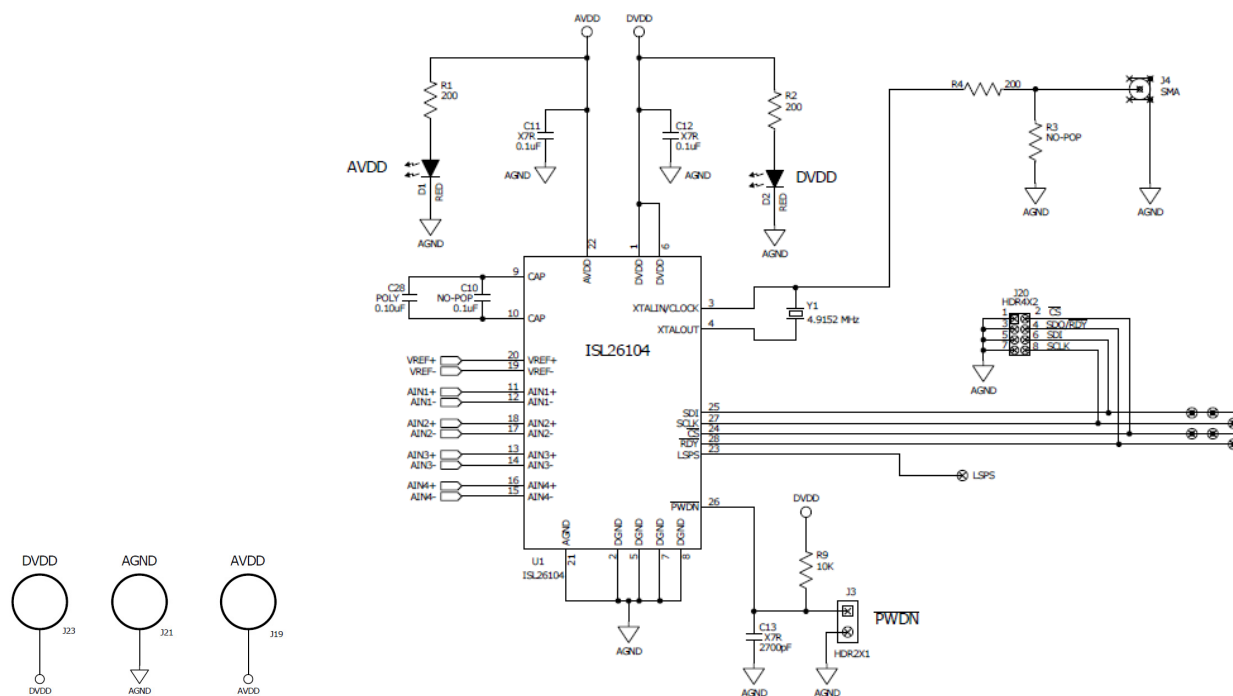 AVDD
DVDD
R1
200
C11
X7R
0.1uF
AGND
C12
X7R
0.1uF
AGND
R2
200
R4
200
J4
SMA
R3
NO-POP
AGND
AGND
AVDD
D1
RED
AGND
DVDD
D2
RED
AGND
22
1
6
AVDD
DVDD
DVDD
9
CAP
C28
POLY
0.10uF
C10
NO-POP
0.1uF
10
CAP
ISL26104
XTALIN/CLOCK
3
XTALOUT
4
Y1
4.9152 MHz
J20
HDR4X2
1
2
CS
3
4
SDO/RDY
5
6
SDI
7
8
SCLK
AGND
VREF+
20
VREF+
VREF-
19
VREF-
AIN1+
11
AIN1+
AIN1-
12
AIN1-
AIN2+
18
AIN2+
AIN2-
17
AIN2-
AIN3+
13
AIN3+
AIN3-
14
AIN3-
AIN4+
16
AIN4+
AIN4-
15
AIN4-
SDI
25
SCLK
27
CS
24
RDY
28
LSPS
23
LSPS
PWDN
26
AGND
DGND
DGND
DGND
DGND
21
2
5
7
8
U1
ISL26104
AGND
DVDD
R9
10K
J3
PWDN
HDR2X1
C13
X7R
2700pF
AGND
AGND
DVDD
J23
DVDD
AGND
J21
AGND
AVDD
J19
AVDD